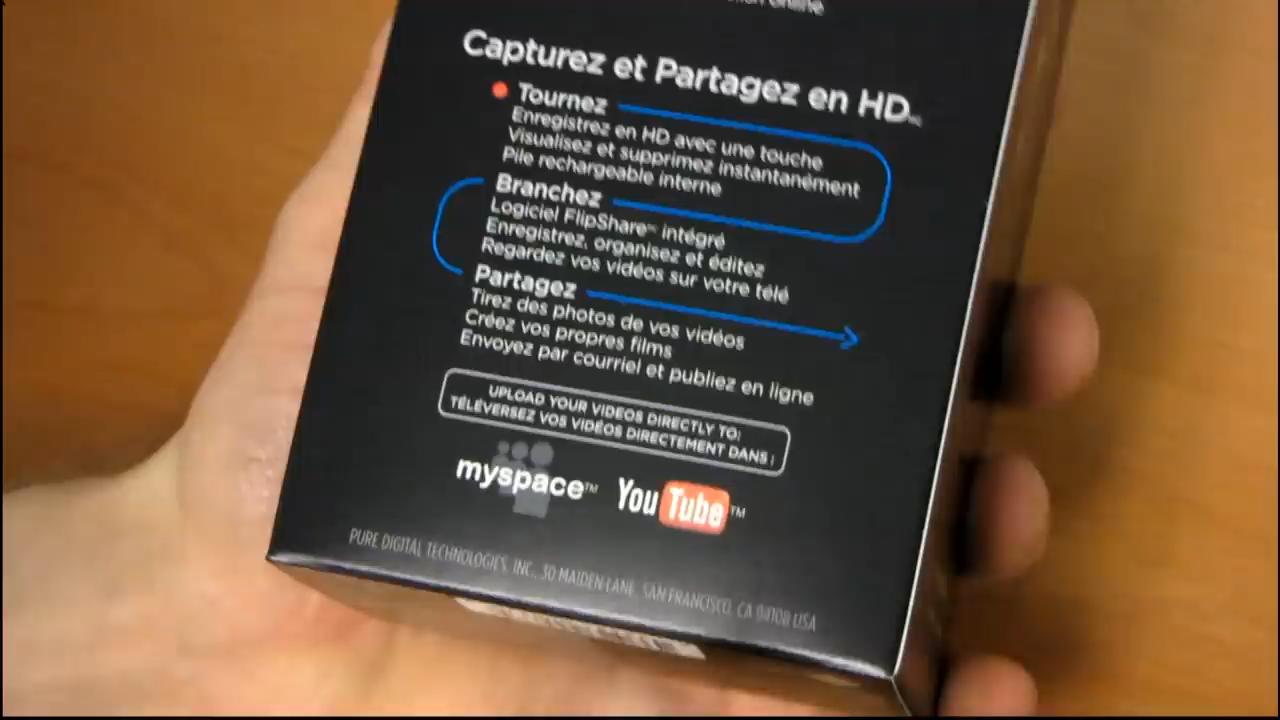 Capturez et Partagez en HD
Tournez
Enregistrez en HD avec une touche
Visualisez et supprimez instantanément
Pile rechargeable interne
Branchez
Logiciel FlipShare™ intégré
Enregistrez, organisez et éditez
Regardez vos vidéos sur votre télé
Partagez
Tirez des photos de vos vidéos
Créez vos propres films
Envoyez par courriel et publiez en ligne
UPLOAD YOUR VIDEOS DIRECTLY TO:
TÉLÉVERSEZ VOS VIDÉOS DIRECTEMENT DANS :
myspace™ YouTube™
PURE DIGITAL TECHNOLOGIES, INC., 30 MAIDEN LANE, SAN FRANCISCO, CA 94108 USA